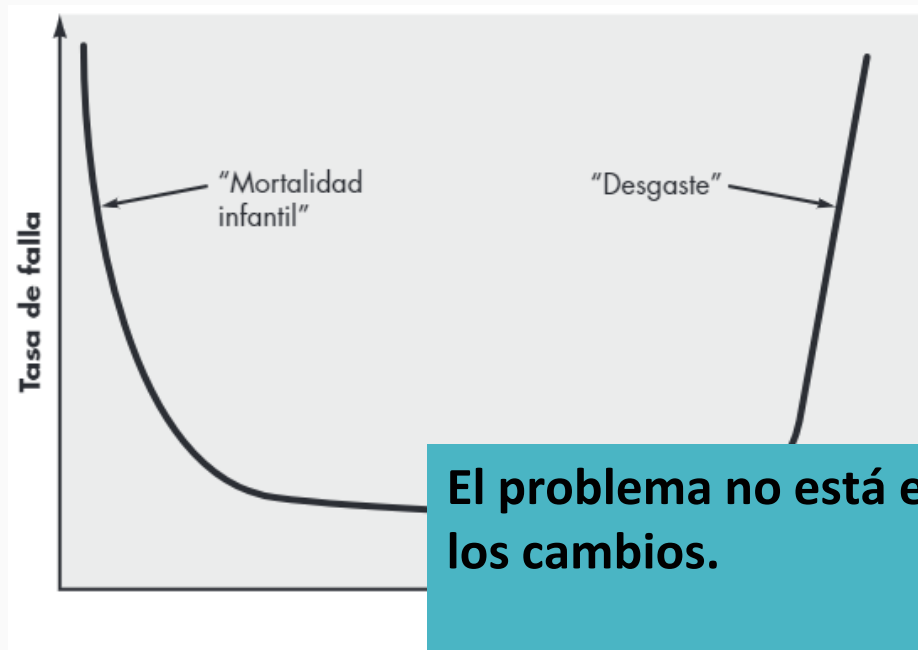 Tasa de falla
“Mortalidad
infantil”
“Desgaste”
El problema no está e
los cambios.